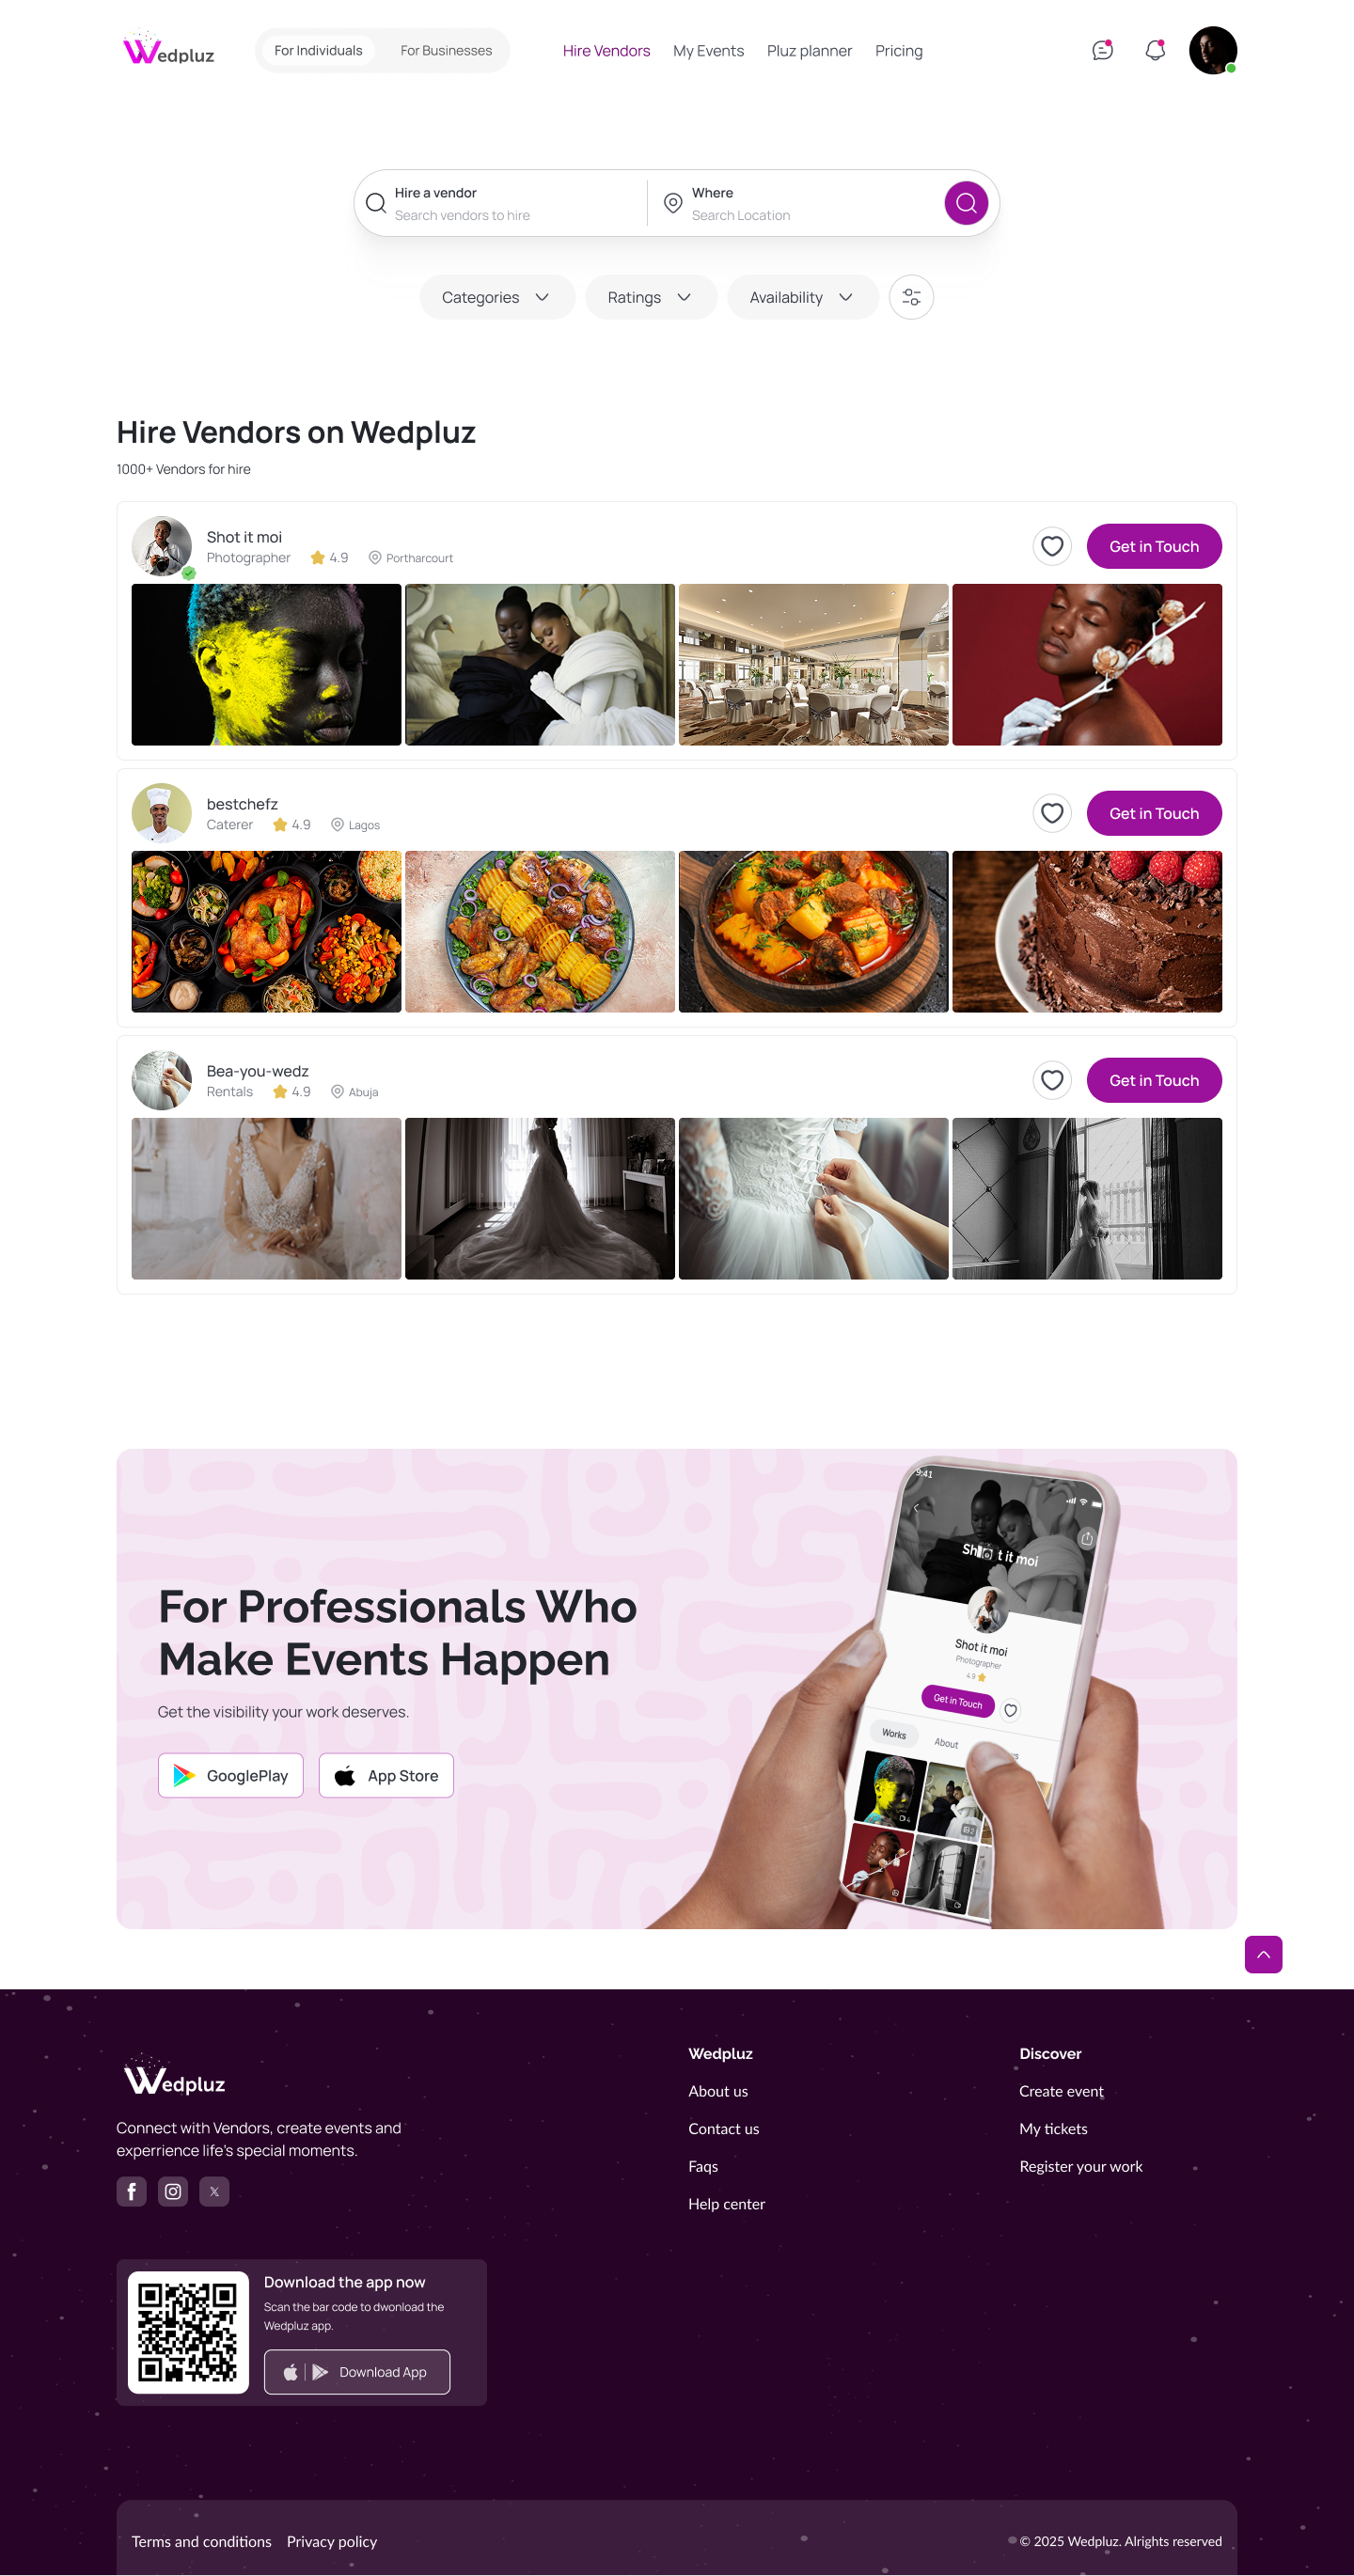 Wedpluz
For Individuals
For Businesses
Hire Vendors
My Events
Pluz planner
Pricing
Hire a vendor
Search vendors to hire
Where
Search Location
Categories
Ratings
Availability
Hire Vendors on Wedpluz
1000+ Vendors for hire
Shot it moi
Photographer 4.9 Portharcourt
Get in Touch
bestchefz
Caterer 4.9 Lagos
Get in Touch
Bea-you-wedz
Rentals 4.9 Abuja
Get in Touch
For Professionals Who
Make Events Happen
Get the visibility your work deserves.
GooglePlay
App Store
9:41
t it moi
Shot it moi
Photographer
4.9
Get in Touch
Works
About
4
2
Wedpluz
Connect with Vendors, create events and
experience life's special moments.
Wedpluz
About us
Contact us
Faqs
Help center
Discover
Create event
My tickets
Register your work
Download the app now
Scan the bar code to dwonload the
Wedpluz app.
Download App
Terms and conditions
Privacy policy
© 2025 Wedpluz. Alrights reserved